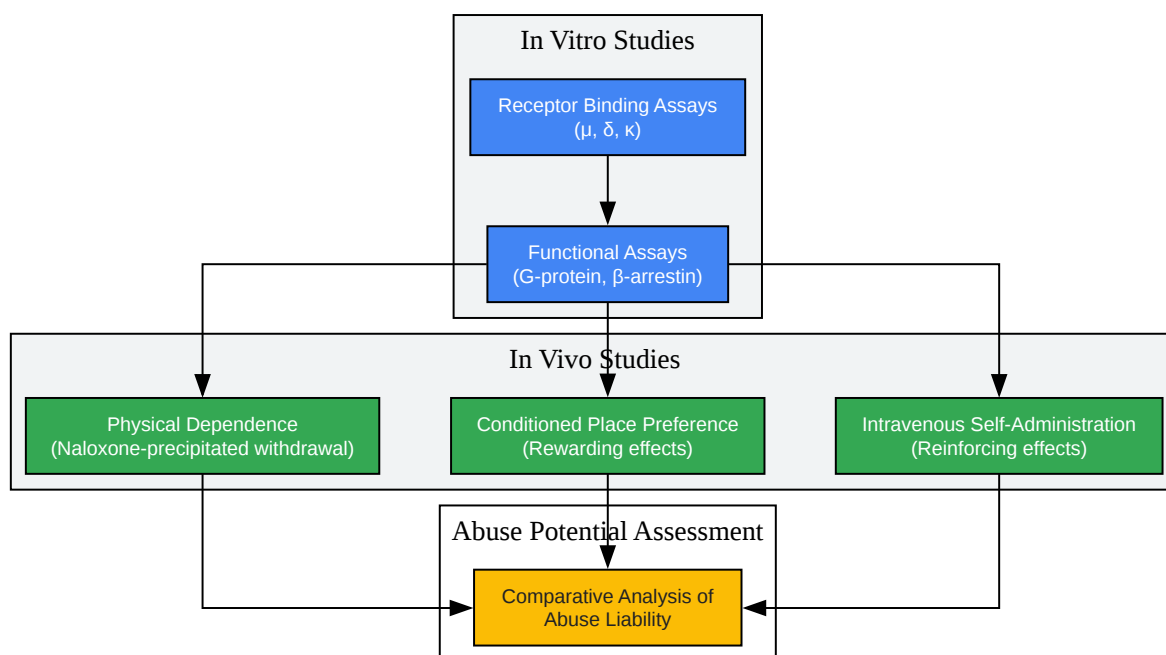 In Vitro Studies
Receptor Binding Assays
(μ, δ, κ)
Functional Assays
(G-protein, β-arrestin)
In Vivo Studies
Physical Dependence
(Naloxone-precipitated withdrawal)
Conditioned Place Preference
(Rewarding effects)
Intravenous Self-Administration
(Reinforcing effects)
Abuse Potential Assessment
Comparative Analysis of
Abuse Liability